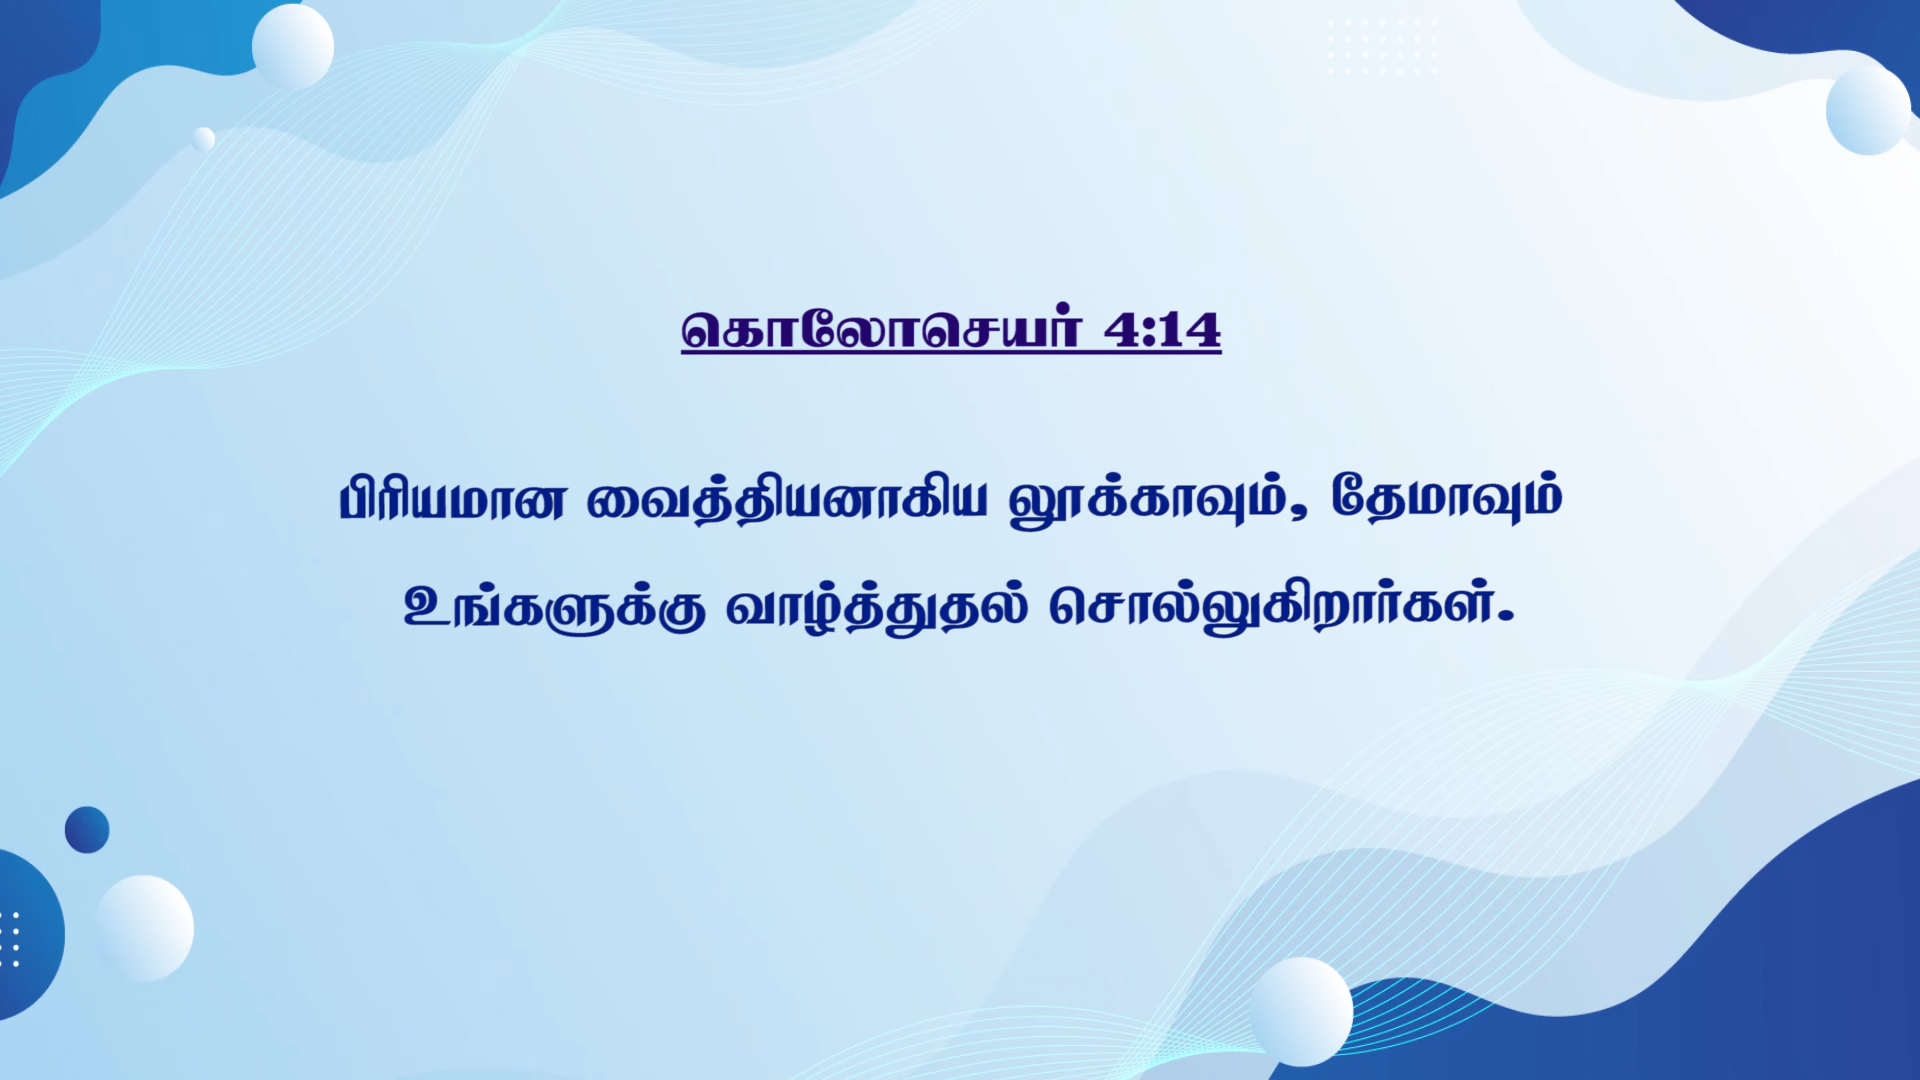 கொலோசெயர் 4:14
பிரியமான வைத்தியனாகிய லூக்காவும், தேமாவும்
உங்களுக்கு வாழ்த்துதல் சொல்லுகிறார்கள்.